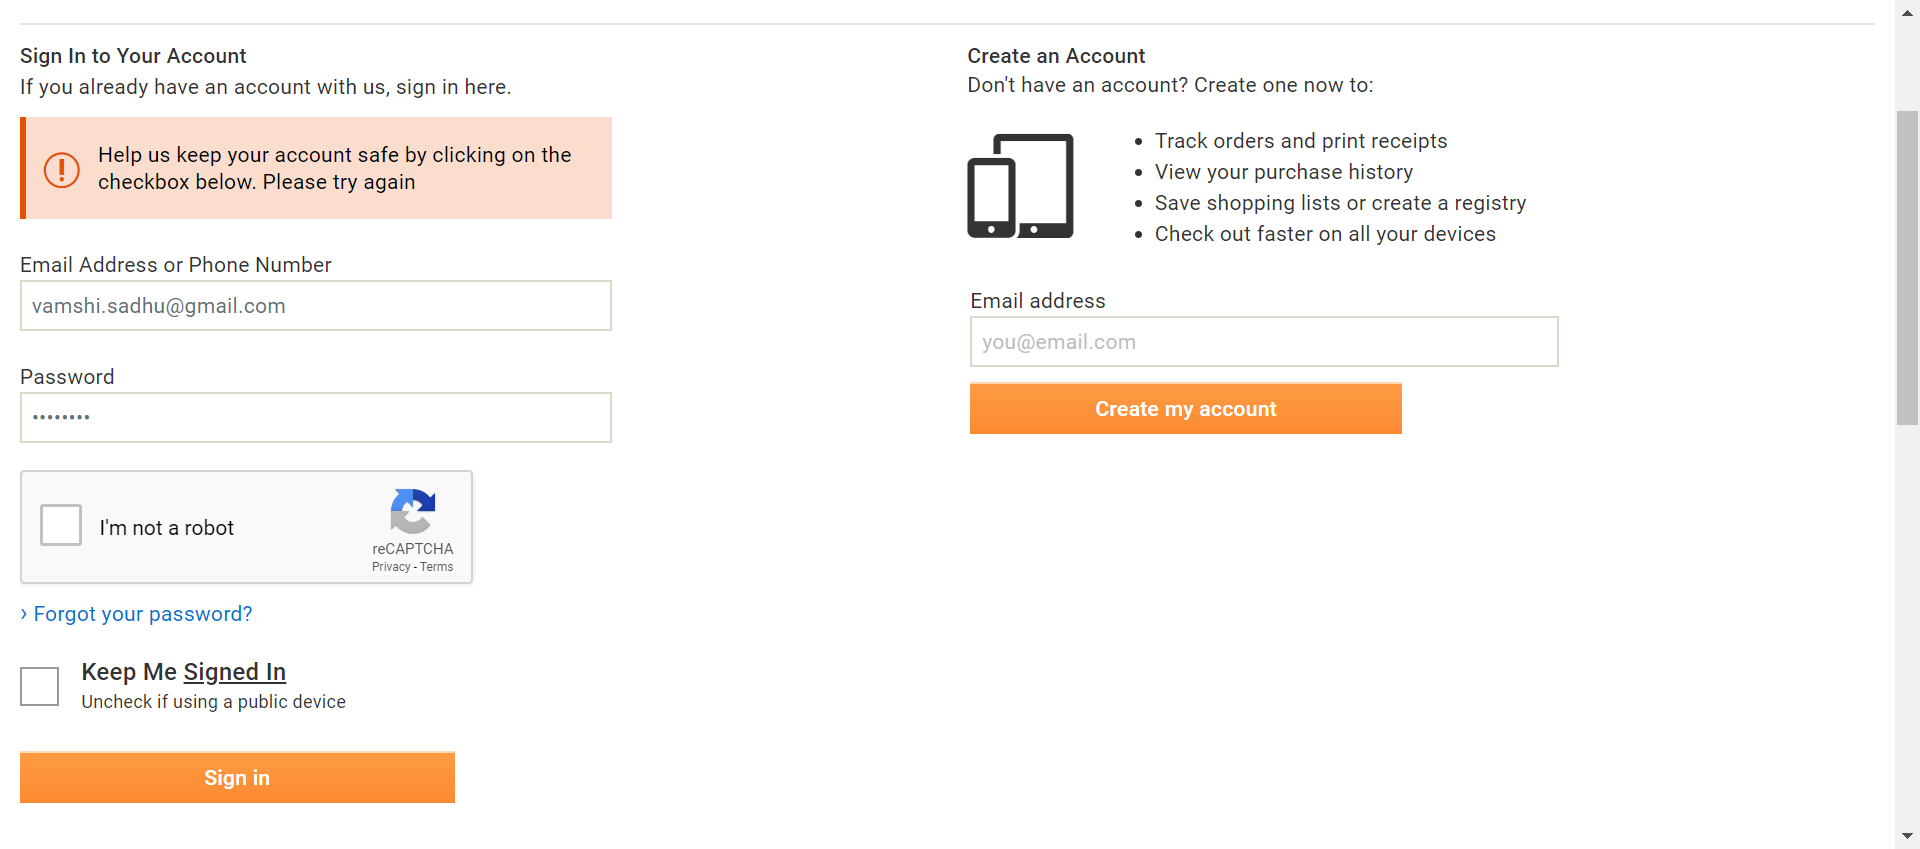 Sign In to Your Account
If you already have an account with us, sign in here.
Help us keep your account safe by clicking on the
checkbox below. Please try again
Email Address or Phone Number
vamshi.sadhu@gmail.com
Password
••••••••
I'm not a robot
reCAPTCHA
Privacy - Terms
› Forgot your password?
Keep Me Signed In
Uncheck if using a public device
Sign in
Create an Account
Don't have an account? Create one now to:
• Track orders and print receipts
• View your purchase history
• Save shopping lists or create a registry
• Check out faster on all your devices
Email address
you@email.com
Create my account